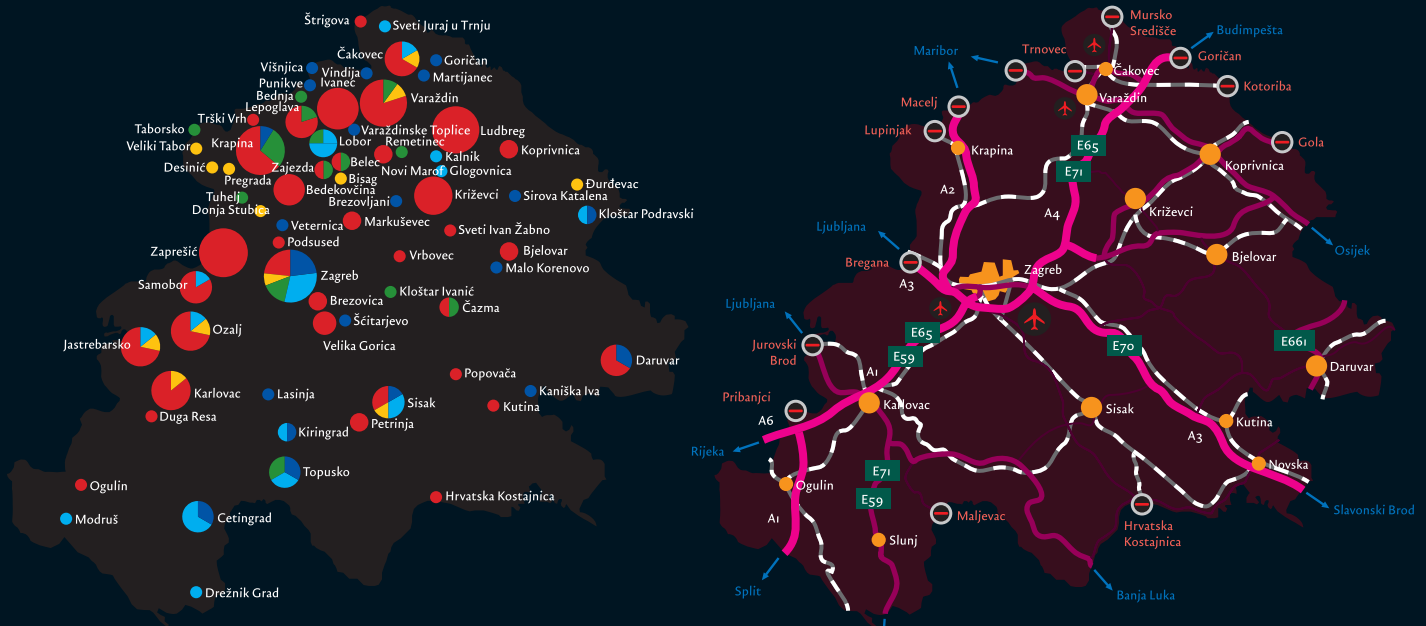 Štrigova
Sveti Juraj u Trnju
Čakovec
Goričan
Višnjica
Vindija
Martijanec
Punikve
Ivanec
Bednja
Varaždin
Lepoglava
Trški Vrh
Taborsko
Varaždinske Toplice
Ludbreg
Krapina
Lobor
Remetinec
Veliki Tabor
Koprivnica
Kalnik
Belec
Desinić
Zajezda
Novi Marof
Glogovnica
Pregrada
Bisag
Đurđevac
Bedekovčina
Tuhelj
Križevci
Sirova Katalena
Brezovljani
Donja Stubica
Kloštar Podravski
Markuševec
Veternica
Sveti Ivan Žabno
Podsused
Zaprešić
Bjelovar
Vrbovec
Malo Korenovo
Zagreb
Samobor
Kloštar Ivanić
Brezovica
Čazma
Šćitarjevo
Ozalj
Jastrebarsko
Velika Gorica
Daruvar
Popovača
Kaniška Iva
Karlovac
Lasinja
Sisak
Kutina
Duga Resa
Petrinja
Kiringrad
Topusko
Ogulin
Hrvatska Kostajnica
Modruš
Cetingrad
Drežnik Grad
Mursko
Središče
Budimpešta
Maribor
Trnovec
Goričan
Čakovec
Kotoriba
Varaždin
Macelj
Lupinjak
Gola
E65
Krapina
Koprivnica
E71
A2
Križevci
A4
Ljubljana
Osijek
Bregana
Bjelovar
Zagreb
A3
Ljubljana
E65
E661
Jurovski
Brod
E59
E70
Daruvar
A1
Pribanjci
Karlovac
Sisak
A6
Kutina
A3
Rijeka
Novska
E71
Ogulin
E59
Slavonski Brod
A1
Maljevac
Hrvatska
Kostajnica
Slunj
Split
Banja Luka